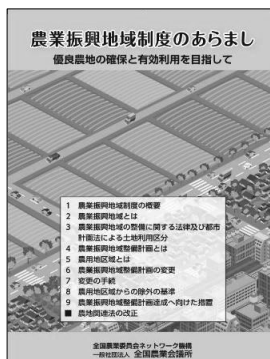 農業振興地域制度のあらまし
優良農地の確保と有効利用を目指して
1 農業振興地域制度の概要
2 農業振興地域とは
3 農業振興地域の整備に関する法律及び都市
計画法による土地利用区分
4 農業振興地域整備計画とは
5 農用地区域とは
6 農業振興地域整備計画の変更
7 変更の手続
8 農用地区域からの除外の基準
9 農業振興地域整備計画達成へ向けた措置
■ 農地関連法の改正
全国農業委員会ネットワーク機構
一般社団法人 全国農業会議所